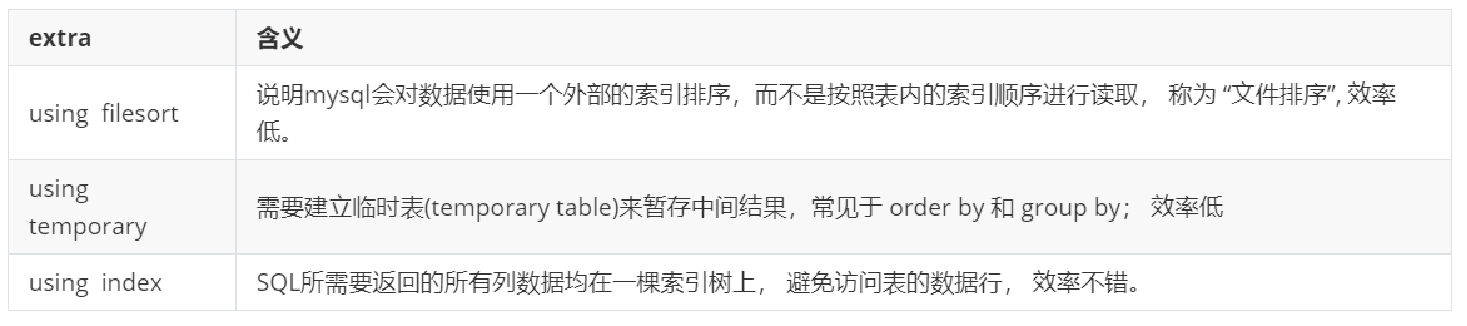 extra
含义
using filesort
说明mysql会对数据使用一个外部的索引排序，而不是按照表内的索引顺序进行读取， 称为 “文件排序”, 效率
低。
using
temporary
需要建立临时表(temporary table)来暂存中间结果，常见于 order by 和 group by； 效率低
using index
SQL所需要返回的所有列数据均在一棵索引树上， 避免访问表的数据行， 效率不错。